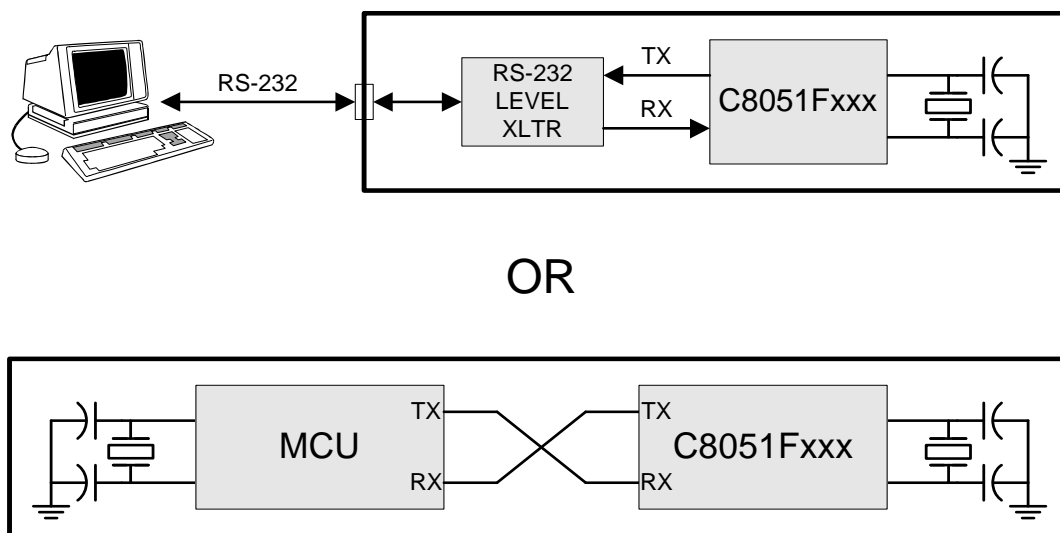 RS-232
RS-232
LEVEL
XLTR
TX
RX
C8051Fxxx
OR
MCU
TX
RX
TX
RX
C8051Fxxx